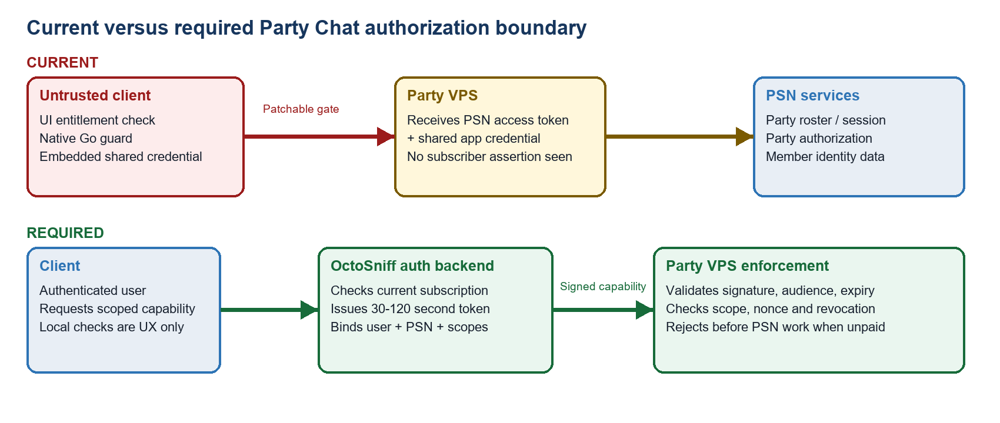 Current versus required Party Chat authorization boundary
CURRENT
Untrusted client
UI entitlement check
Native Go guard
Embedded shared credential
Patchable gate
Party VPS
Receives PSN access token
+ shared app credential
No subscriber assertion seen
PSN services
Party roster / session
Party authorization
Member identity data
REQUIRED
Client
Authenticated user
Requests scoped capability
Local checks are UX only
OctoSniff auth backend
Checks current subscription
Issues 30-120 second token
Binds user + PSN + scopes
Signed capability
Party VPS enforcement
Validates signature, audience, expiry
Checks scope, nonce and revocation
Rejects before PSN work when unpaid